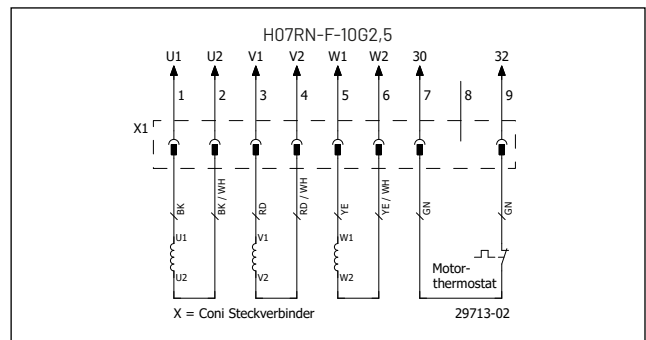 H07RN-F-10G2,5
U1 U2 V1 V2 W1 W2 30 32
1 2 3 4 5 6 7 8 9
X1
BK BK / WH RD RD / WH YE YE / WH GN GN
U1 V1 W1
U2 V2 W2
Motor-
thermostat
X = Coni Steckverbinder 29713-02